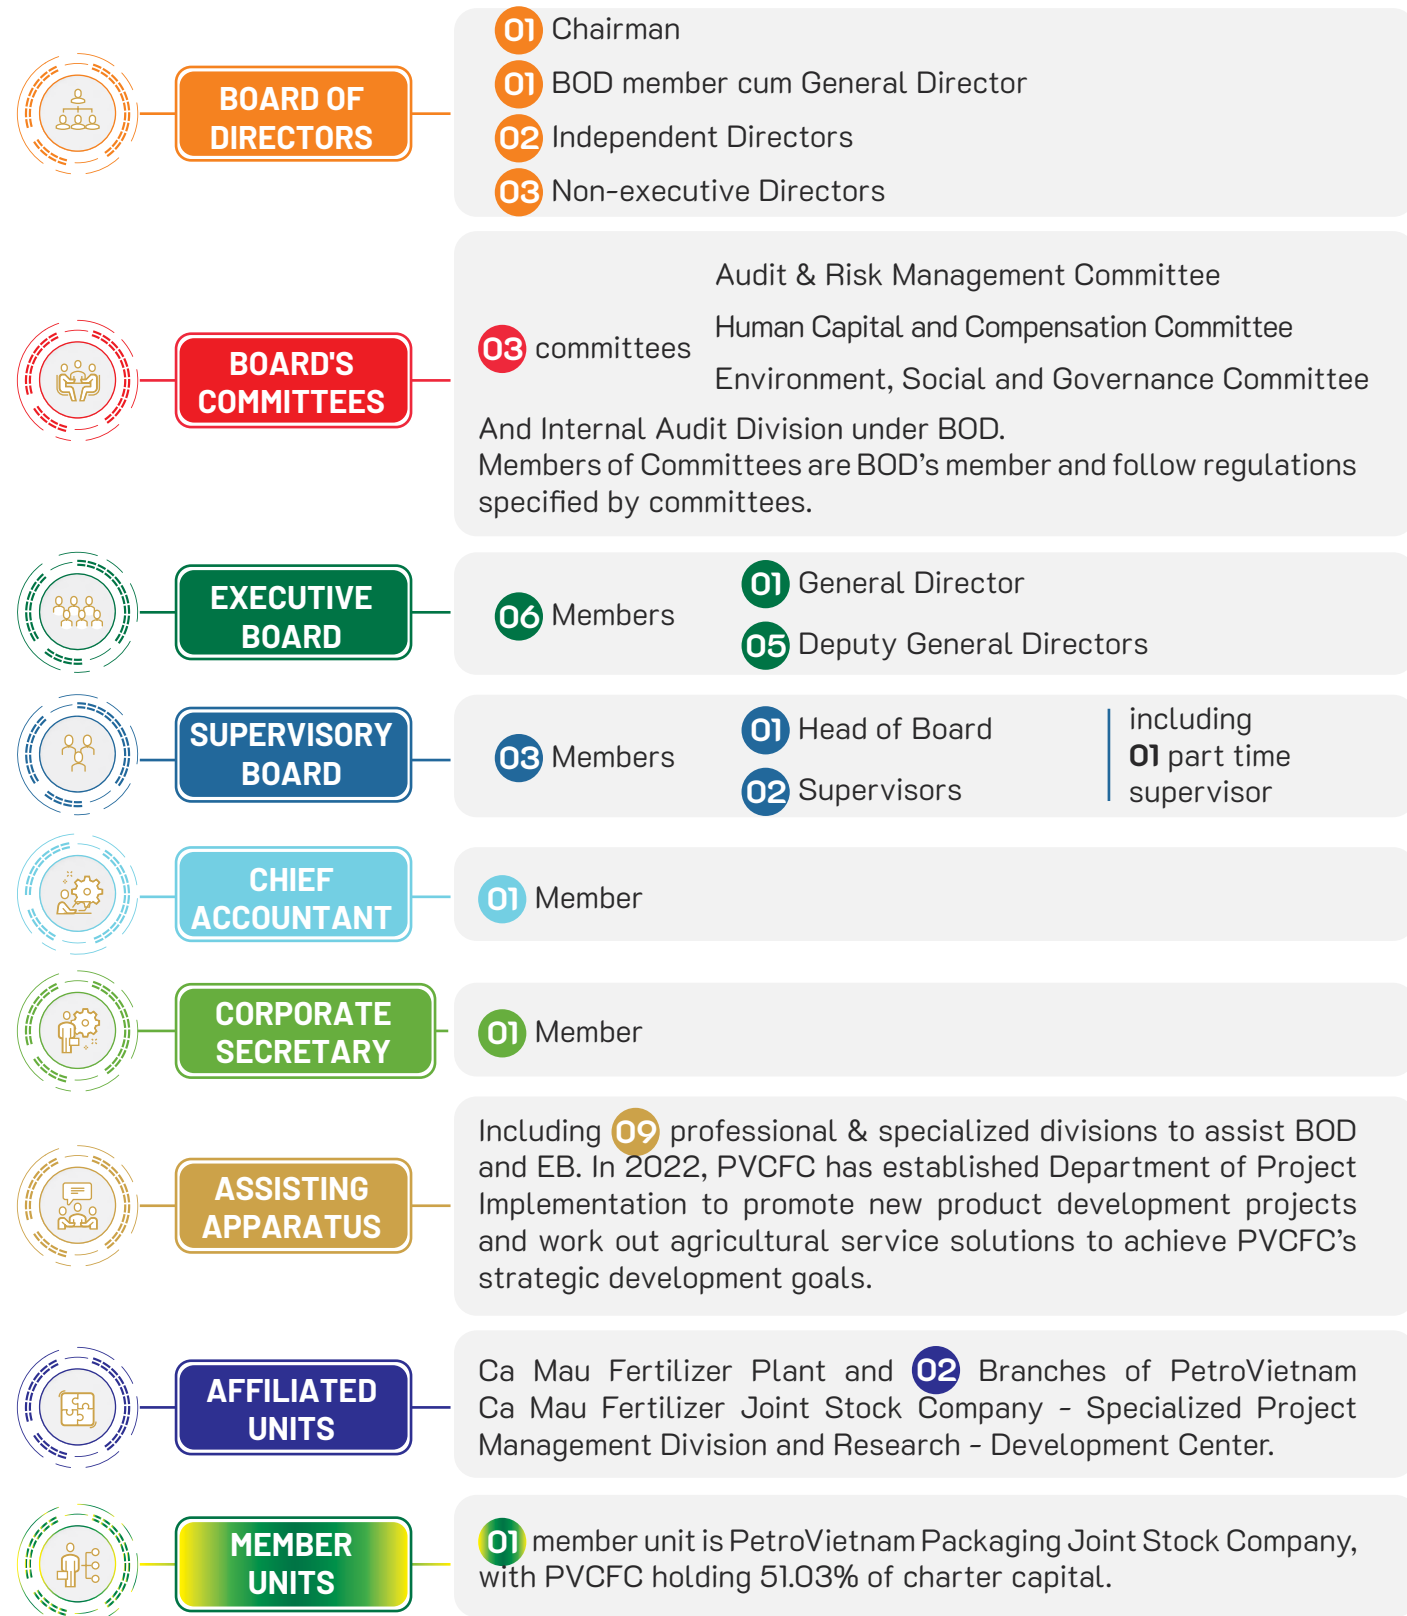 BOARD OF
DIRECTORS
01 Chairman
01 BOD member cum General Director
02 Independent Directors
03 Non-executive Directors
BOARD'S
COMMITTEES
03 committees
Audit & Risk Management Committee
Human Capital and Compensation Committee
Environment, Social and Governance Committee
And Internal Audit Division under BOD.
Members of Committees are BOD’s member and follow regulations
specified by committees.
EXECUTIVE
BOARD
06 Members
01 General Director
05 Deputy General Directors
SUPERVISORY
BOARD
03 Members
01 Head of Board
02 Supervisors
including
01 part time
supervisor
CHIEF
ACCOUNTANT
01 Member
CORPORATE
SECRETARY
01 Member
ASSISTING
APPARATUS
Including 09 professional & specialized divisions to assist BOD
and EB. In 2022, PVCFC has established Department of Project
Implementation to promote new product development projects
and work out agricultural service solutions to achieve PVCFC’s
strategic development goals.
AFFILIATED
UNITS
Ca Mau Fertilizer Plant and 02 Branches of PetroVietnam
Ca Mau Fertilizer Joint Stock Company - Specialized Project
Management Division and Research - Development Center.
MEMBER
UNITS
01 member unit is PetroVietnam Packaging Joint Stock Company,
with PVCFC holding 51.03% of charter capital.